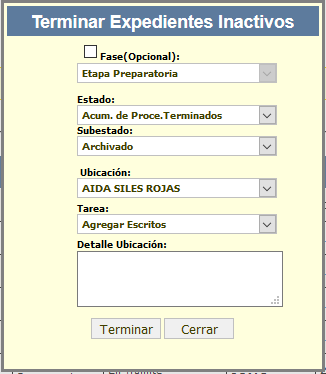 Terminar Expedientes Inactivos
Fase(Opcional):
Etapa Preparatoria
Estado:
Acum. de Proce.Terminados
Subestado:
Archivado
Ubicación:
AIDA SILES ROJAS
Tarea:
Agregar Escritos
Detalle Ubicación:
Terminar Cerrar